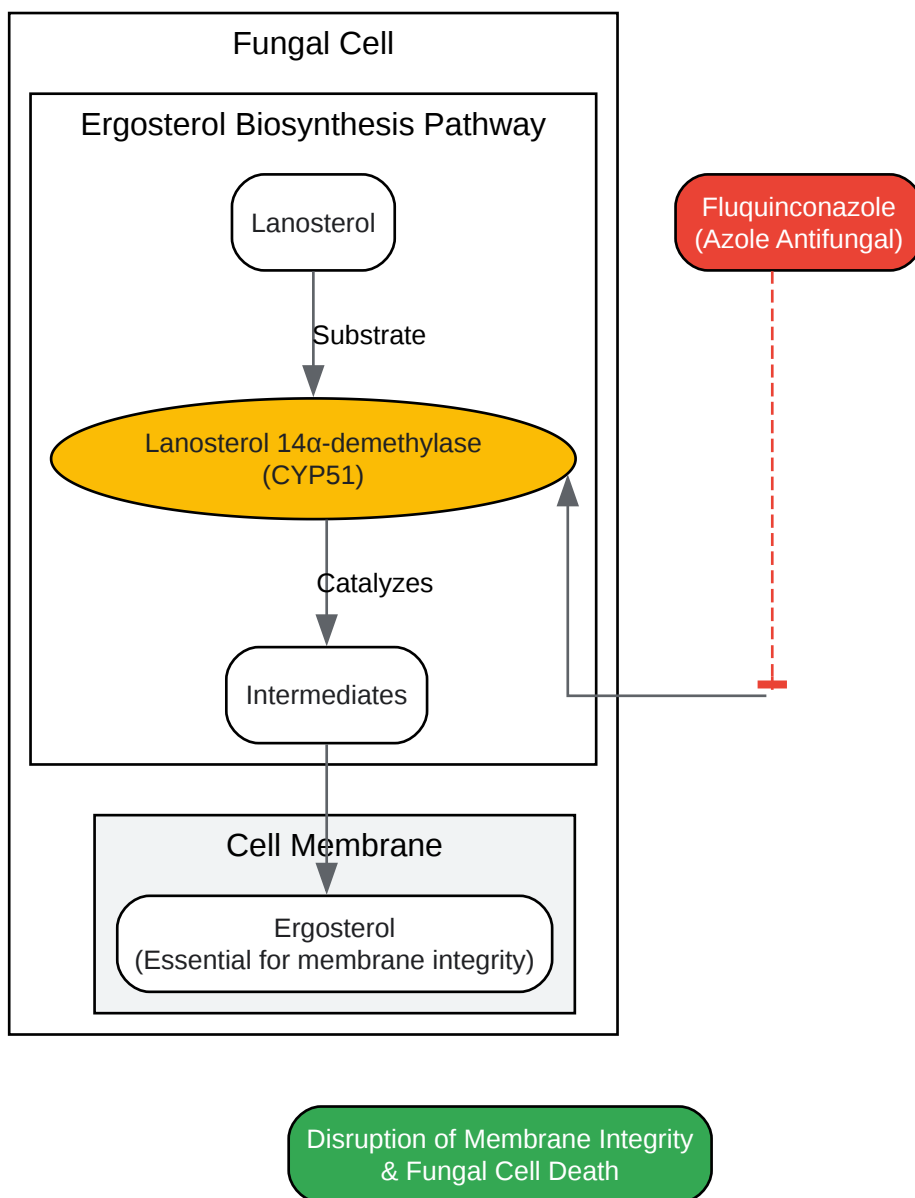 Fungal Cell
Ergosterol Biosynthesis Pathway
Lanosterol
Fluquinconazole
(Azole Antifungal)
Substrate
Lanosterol 14α-demethylase
(CYP51)
Catalyzes
Intermediates
Cell Membrane
Ergosterol
(Essential for membrane integrity)
Disruption of Membrane Integrity
& Fungal Cell Death